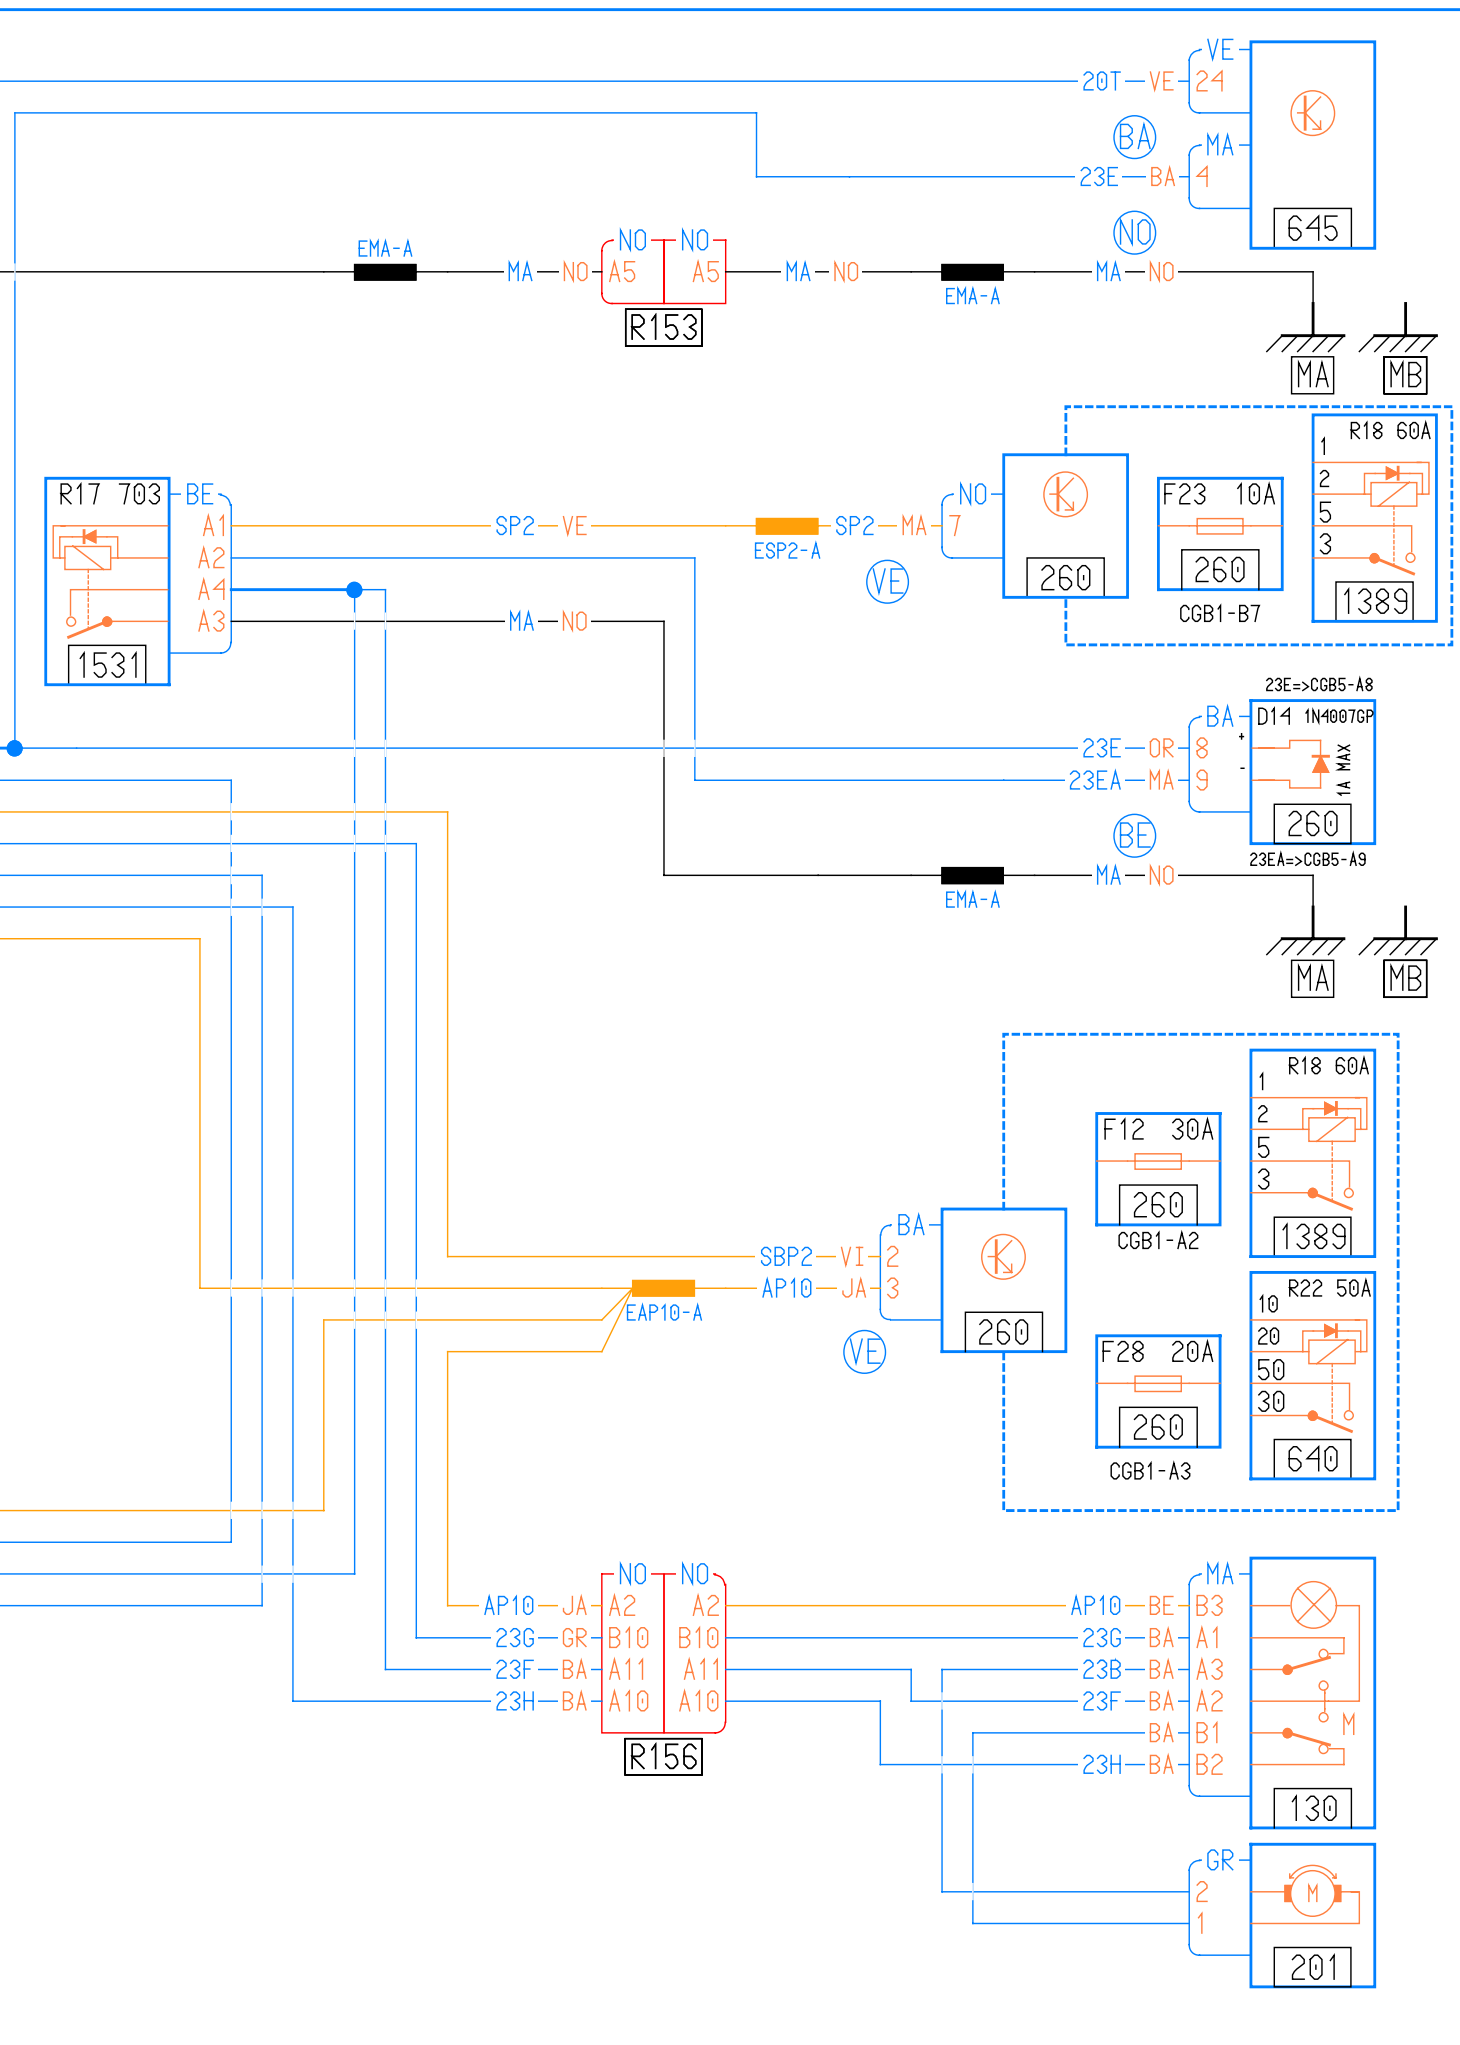 VE
20T VE 24
BA
MA
23E BA 4
645
EMA-A
NO NO
MA NO A5 A5 MA NO
R153
EMA-A
NO
MA NO
MA MB
R17 703 BE
A1 SP2 VE
A2
A4
A3 MA NO
1531
ESP2-A
SP2 MA 7
NO
VE
260
F23 10A
260
CGB1-B7
R18 60A
1
2
5
3
1389
23E=>CGB5-A8
BA D14 1N4007GP
23E OR 8 +
23EA MA 9 -
1A MAX
260
23EA=>CGB5-A9
BE
EMA-A
MA NO
MA MB
R18 60A
1
2
5
3
1389
F12 30A
260
CGB1-A2
BA
SBP2 VI 2
AP10 JA 3
EAP10-A
VE
260
R22 50A
10
20
50
30
640
F28 20A
260
CGB1-A3
NO NO
AP10 JA A2 A2
23G GR B10 B10
23F BA A11 A11
23H BA A10 A10
R156
MA
AP10 BE B3
23G BA A1
23B BA A3
23F BA A2
BA B1
23H BA B2
M
130
GR
2
1
M
201